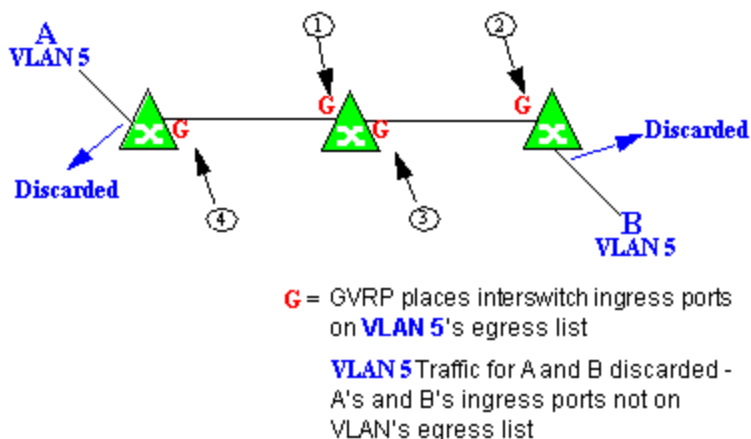 A
VLAN 5
1
2
G
G
G
G
Discarded
Discarded
4
3
B
VLAN 5
G = GVRP places interswitch ingress ports
on VLAN 5's egress list
VLAN 5 Traffic for A and B discarded -
A's and B's ingress ports not on
VLAN's egress list